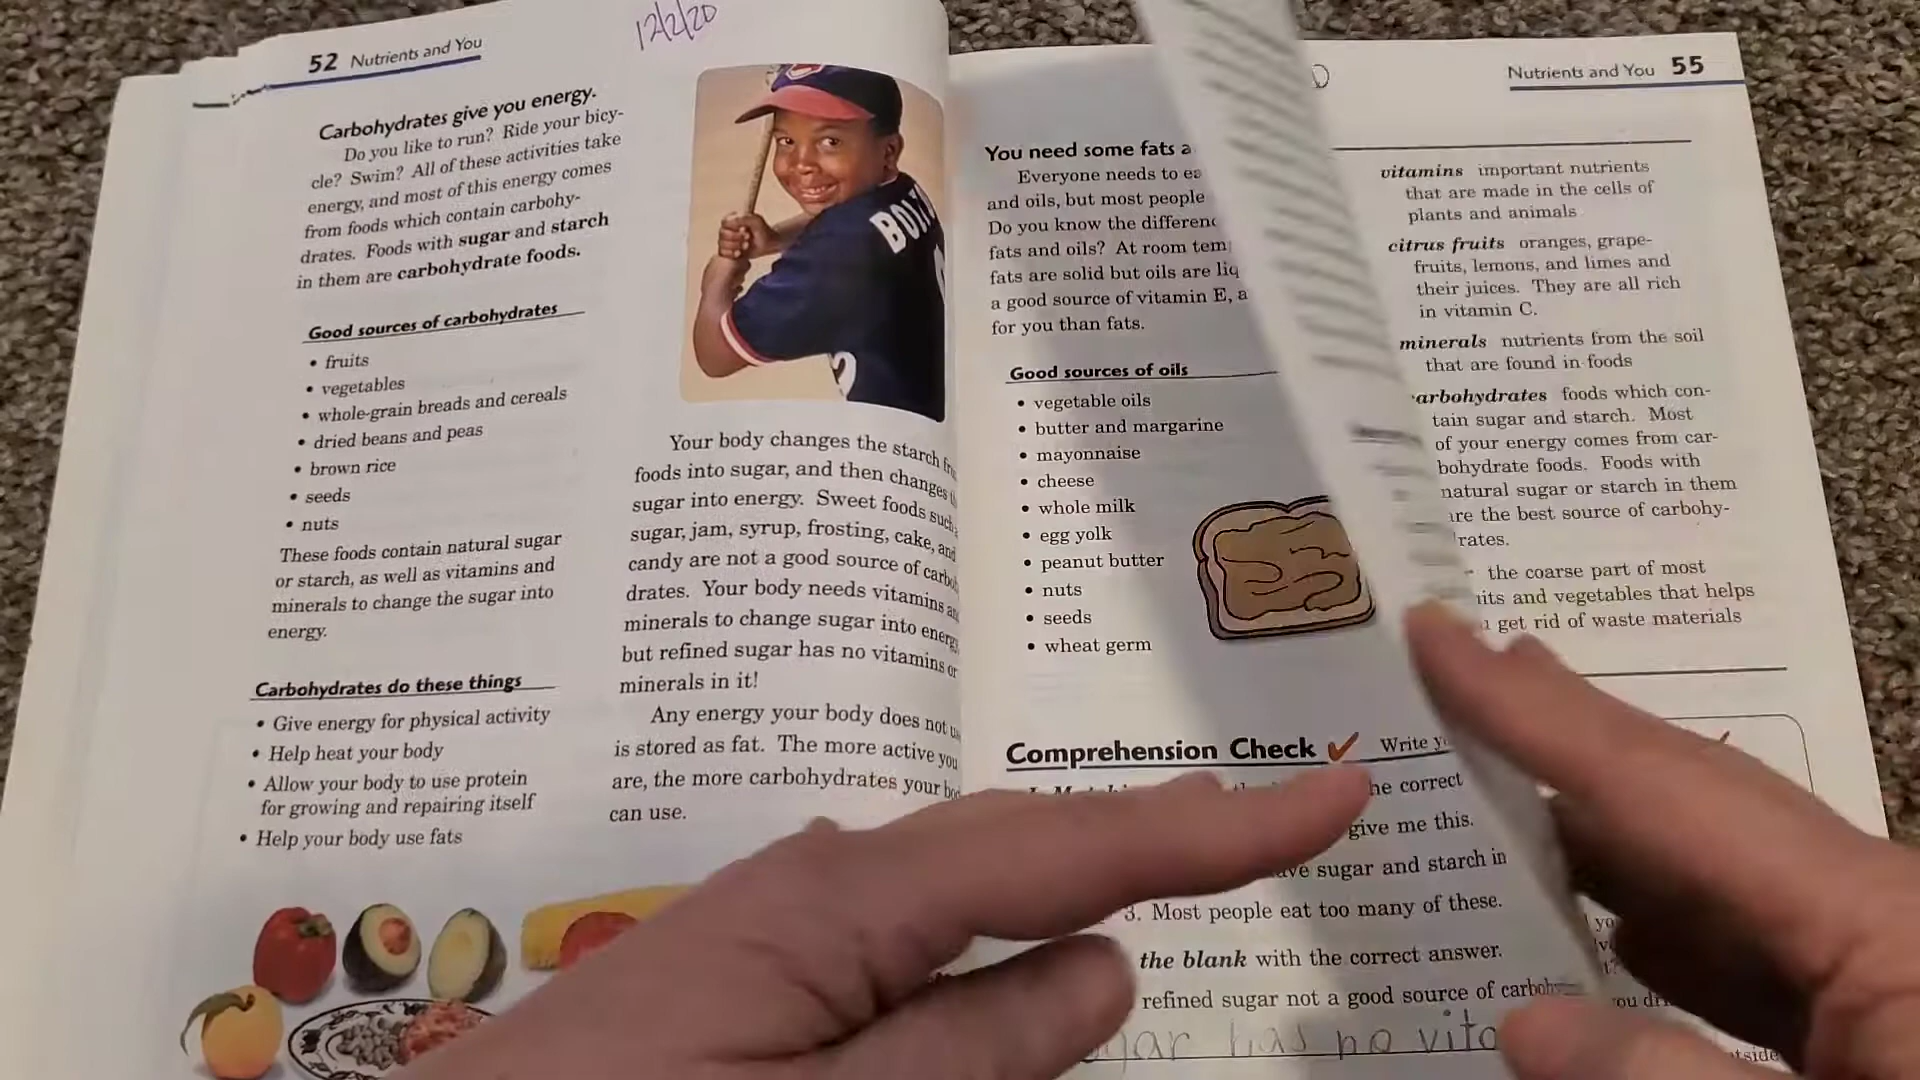 12/2/20
52 Nutrients and You
Carbohydrates give you energy.
Do you like to run? Ride your bicy-
cle? Swim? All of these activities take
energy, and most of this energy comes
from foods which contain carbohy-
drates. Foods with sugar and starch
in them are carbohydrate foods.
Good sources of carbohydrates
• fruits
• vegetables
• whole-grain breads and cereals
• dried beans and peas
• brown rice
• seeds
• nuts
These foods contain natural sugar
or starch, as well as vitamins and
minerals to change the sugar into
energy.
Carbohydrates do these things
• Give energy for physical activity
• Help heat your body
• Allow your body to use protein
for growing and repairing itself
• Help your body use fats
Your body changes the starch
foods into sugar, and then changes
sugar into energy. Sweet foods such
sugar, jam, syrup, frosting, cake, and
candy are not a good source of
drates. Your body needs vitamins
minerals to change sugar into energy
but refined sugar has no vitamins or
minerals in it!
Any energy your body does not
is stored as fat. The more active you
are, the more carbohydrates your
can use.
You need some fats
Everyone needs to
and oils, but most people
Do you know the
fats and oils? At room
fats are solid but oils are
a good source of vitamin E,
for you than fats.
Good sources of oils
• vegetable oils
• butter and margarine
• mayonnaise
• cheese
• whole milk
• egg yolk
• peanut butter
• nuts
• seeds
• wheat germ
Comprehension Check ✓ Write
the correct
give me this.
sugar and starch in
3. Most people eat too many of these.
the blank with the correct answer.
refined sugar not a good source of
has no
Nutrients and You 55
vitamins important nutrients
that are made in the cells of
plants and animals
citrus fruits oranges, grape-
fruits, lemons, and limes and
their juices. They are all rich
in vitamin C.
minerals nutrients from the soil
that are found in foods
arbohydrates foods which con-
tain sugar and starch. Most
of your energy comes from car-
bohydrate foods. Foods with
natural sugar or starch in them
are the best source of carbohy-
rates.
the coarse part of most
and vegetables that helps
get rid of waste materials